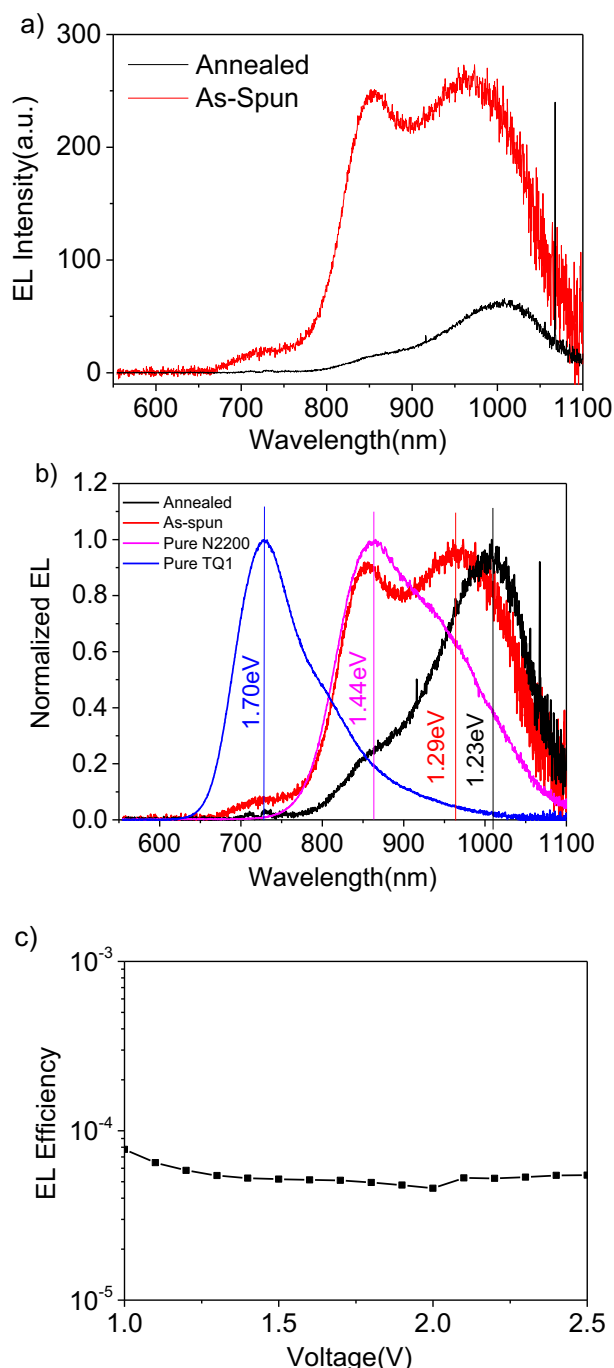 a)
300
200
100
0
EL Intensity(a.u.)
Annealed
As-Spun
600 700 800 900 1000 1100
Wavelength(nm)
b)
1.2
1.0
0.8
0.6
0.4
0.2
0.0
Normalized EL
Annealed
As-spun
Pure N2200
Pure TQ1
1.70eV
1.44eV
1.29eV
1.23eV
600 700 800 900 1000 1100
Wavelength(nm)
c)
10-3
10-4
10-5
EL Efficiency
1.0 1.5 2.0 2.5
Voltage(V)